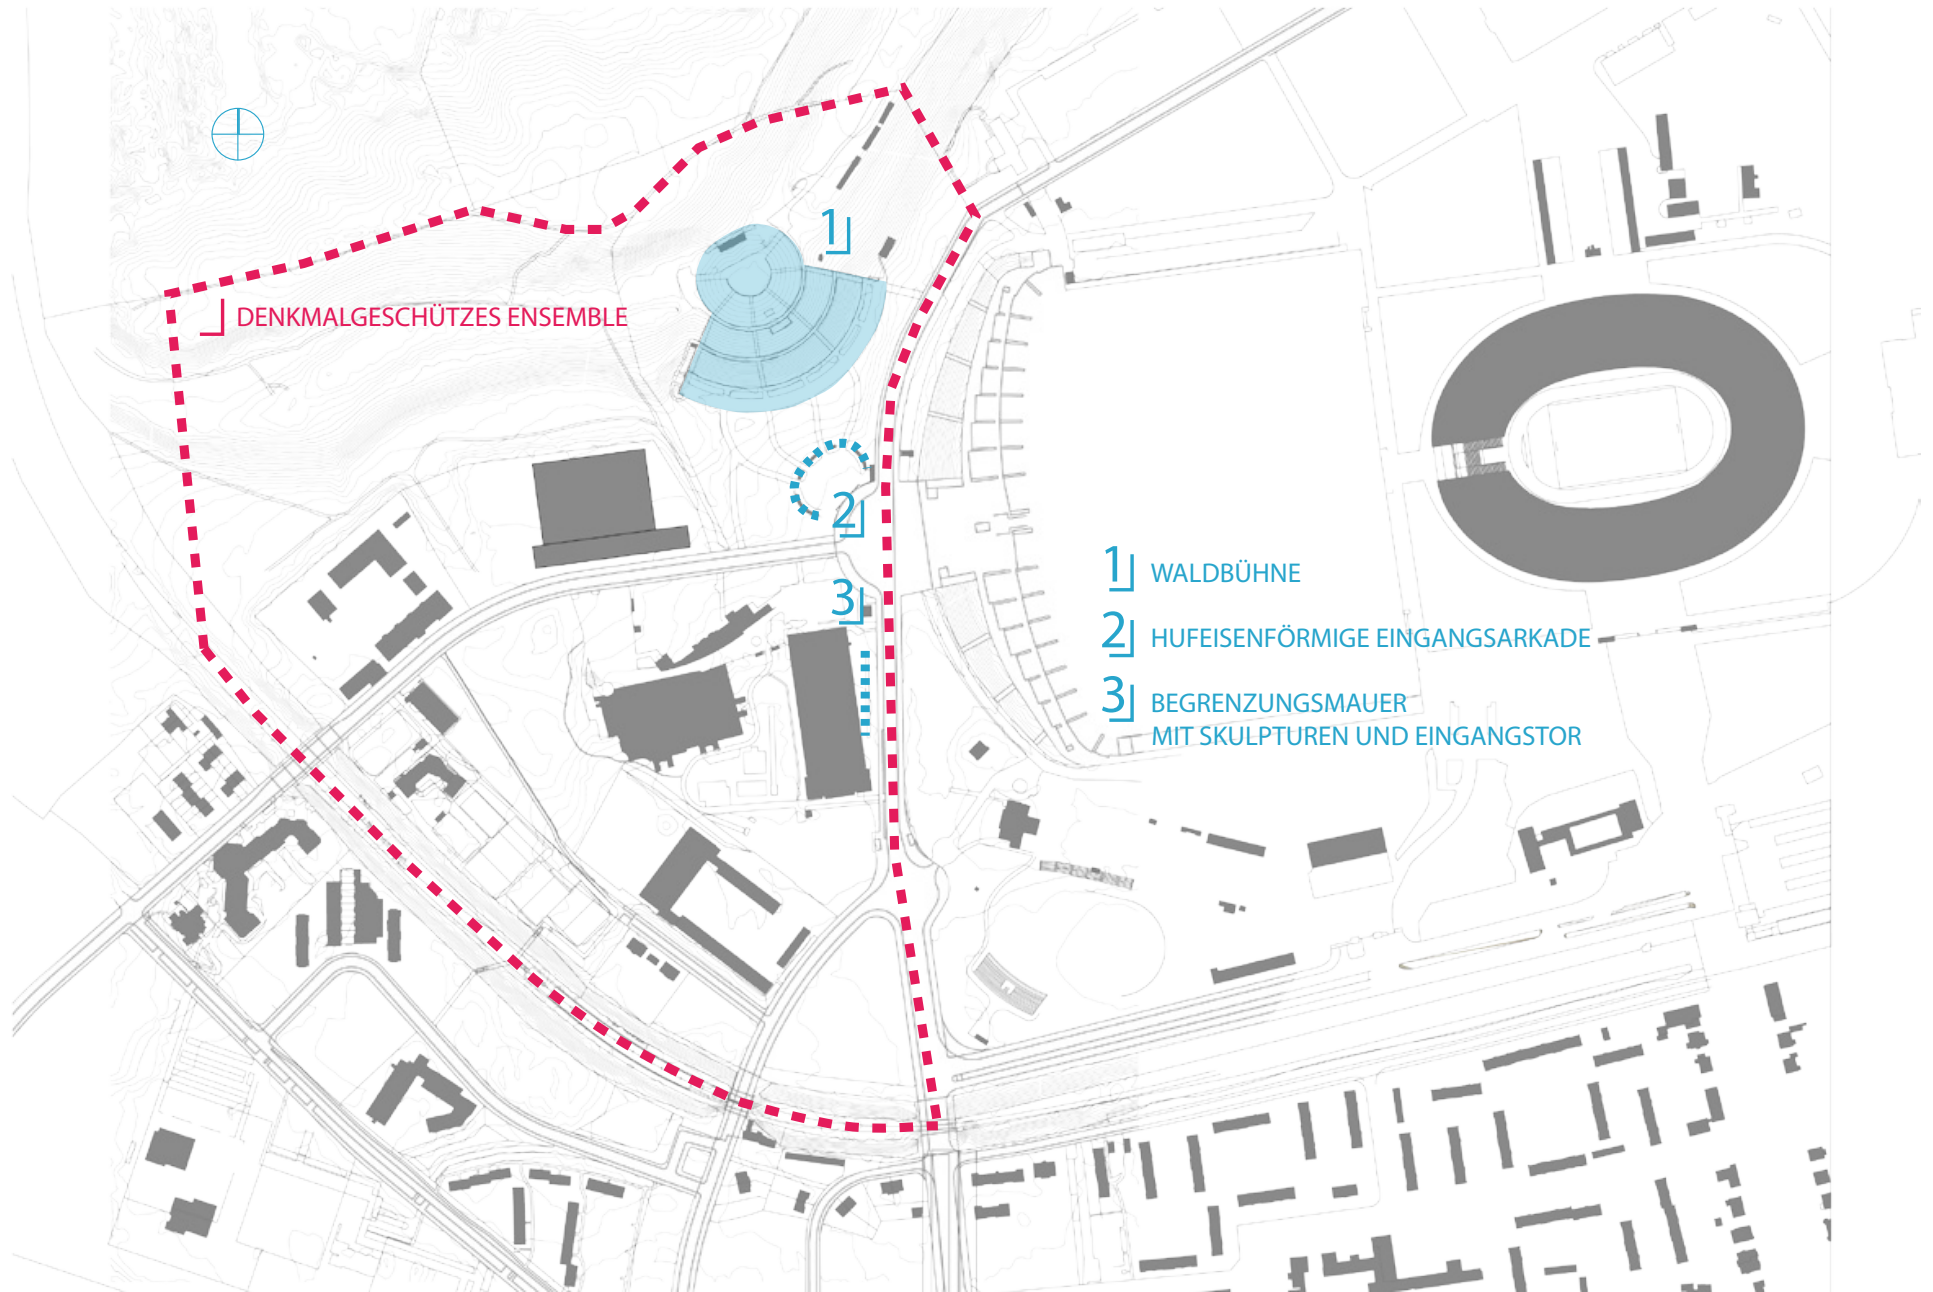 1
DENKMALGESCHÜTZES ENSEMBLE
2
3
1 WALDBÜHNE
2 HUFEISENFÖRMIGE EINGANGSARKADE
3 BEGRENZUNGSMAUER
MIT SKULPTUREN UND EINGANGSTOR